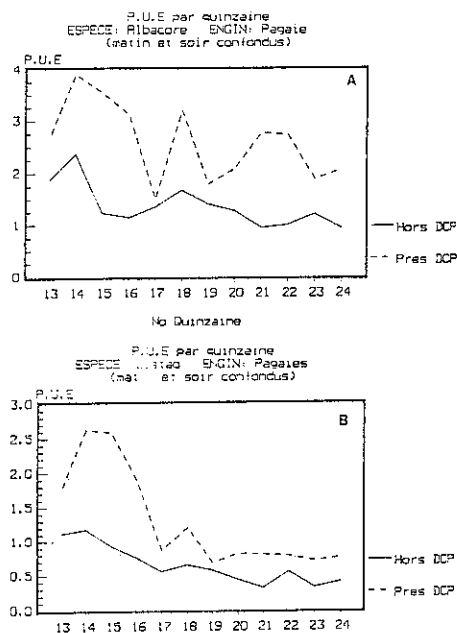 P.U.E par quinzaine
ESPECE: Albacore ENGIN: Pagaie
(matin et soir confondus)
P.U.E
A
4
3
2
1
0
13 14 15 16 17 18 19 20 21 22 23 24
Hors DCP
Pres DCP
No Quinzaine
P.U.E par quinzaine
ESPECE ENGIN: Pagaies
et soir confondus)
P.U.E
B
3.0
2.5
2.0
1.5
1.0
0.5
0.0
13 14 15 16 17 18 19 20 21 22 23 24
Hors DCP
Pres DCP